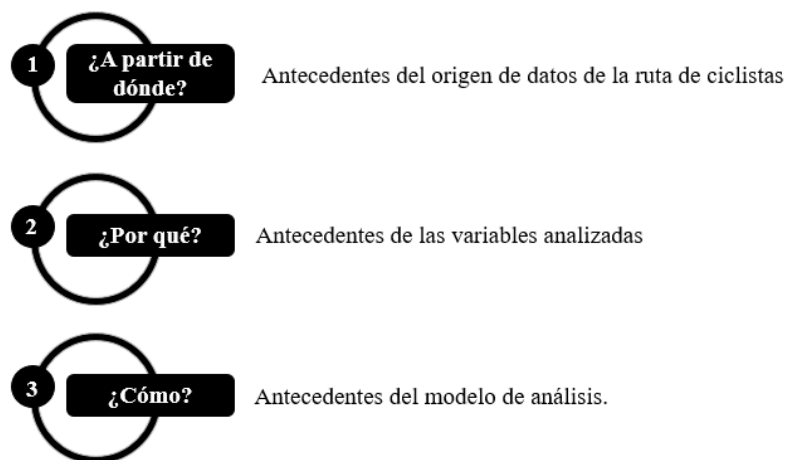 1
¿A partir de
dónde?
Antecedentes del origen de datos de la ruta de ciclistas
2
¿Por qué?
Antecedentes de las variables analizadas
3
¿Cómo?
Antecedentes del modelo de análisis.